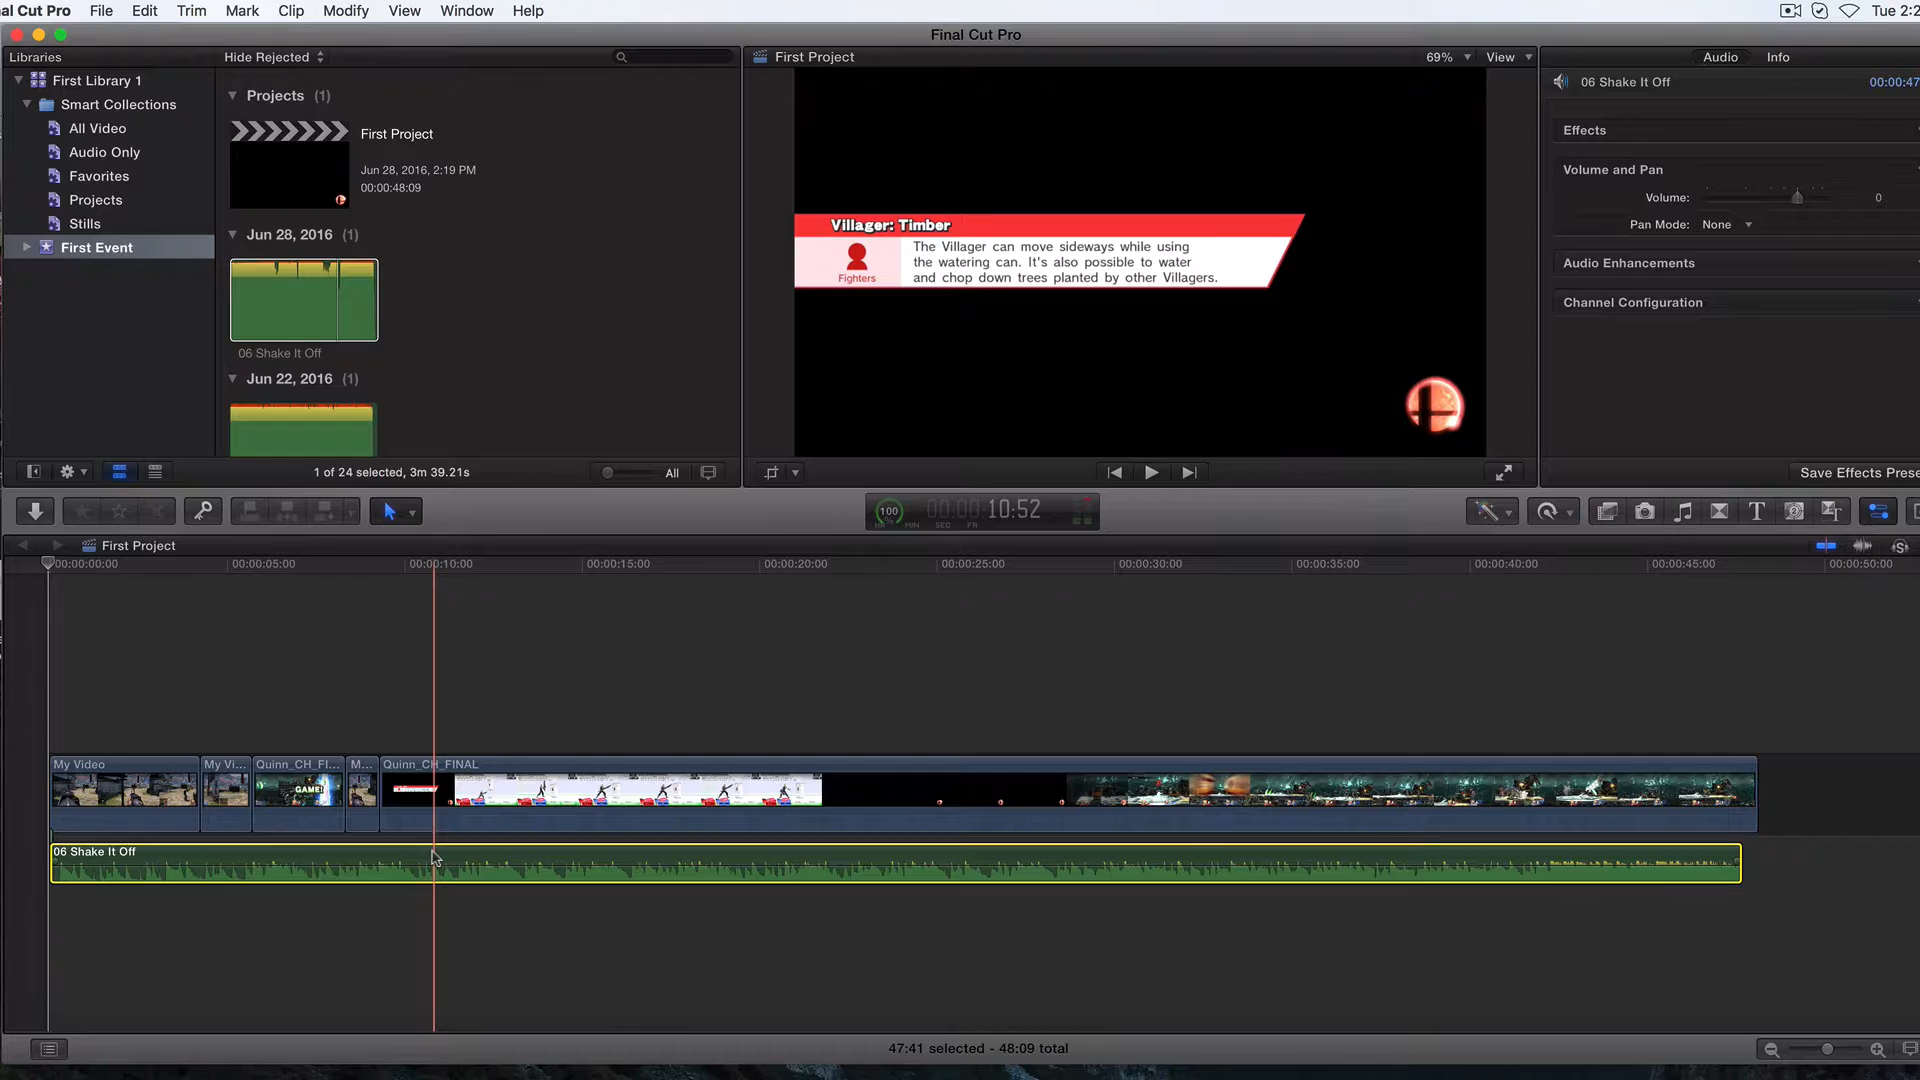 al Cut Pro File Edit Trim Mark Clip Modify View Window Help Tue 2:2
Final Cut Pro
Libraries
Hide Rejected
First Project
69%
View
Audio
Info
First Library 1
Smart Collections
All Video
Audio Only
Favorites
Projects
Stills
First Event
Projects (1)
First Project
Jun 28, 2016, 2:19 PM
00:00:48:09
Jun 28, 2016 (1)
06 Shake It Off
Jun 22, 2016 (1)
Villager: Timber
Fighters
The Villager can move sideways while using
the watering can. It's also possible to water
and chop down trees planted by other Villagers.
06 Shake It Off
00:00:47
Effects
Volume and Pan
Volume: 0
Pan Mode: None
Audio Enhancements
Channel Configuration
1 of 24 selected, 3m 39.21s
All
Save Effects Prese
100
%
00:00:10:52
HR MIN SEC FR
First Project
00:00:00:00 00:00:05:00 00:00:10:00 00:00:15:00 00:00:20:00 00:00:25:00 00:00:30:00 00:00:35:00 00:00:40:00 00:00:45:00 00:00:50:00
My Video
My Vi...
Quinn_CH_FI...
M...
Quinn_CH_FINAL
GAME!
06 Shake It Off
47:41 selected - 48:09 total